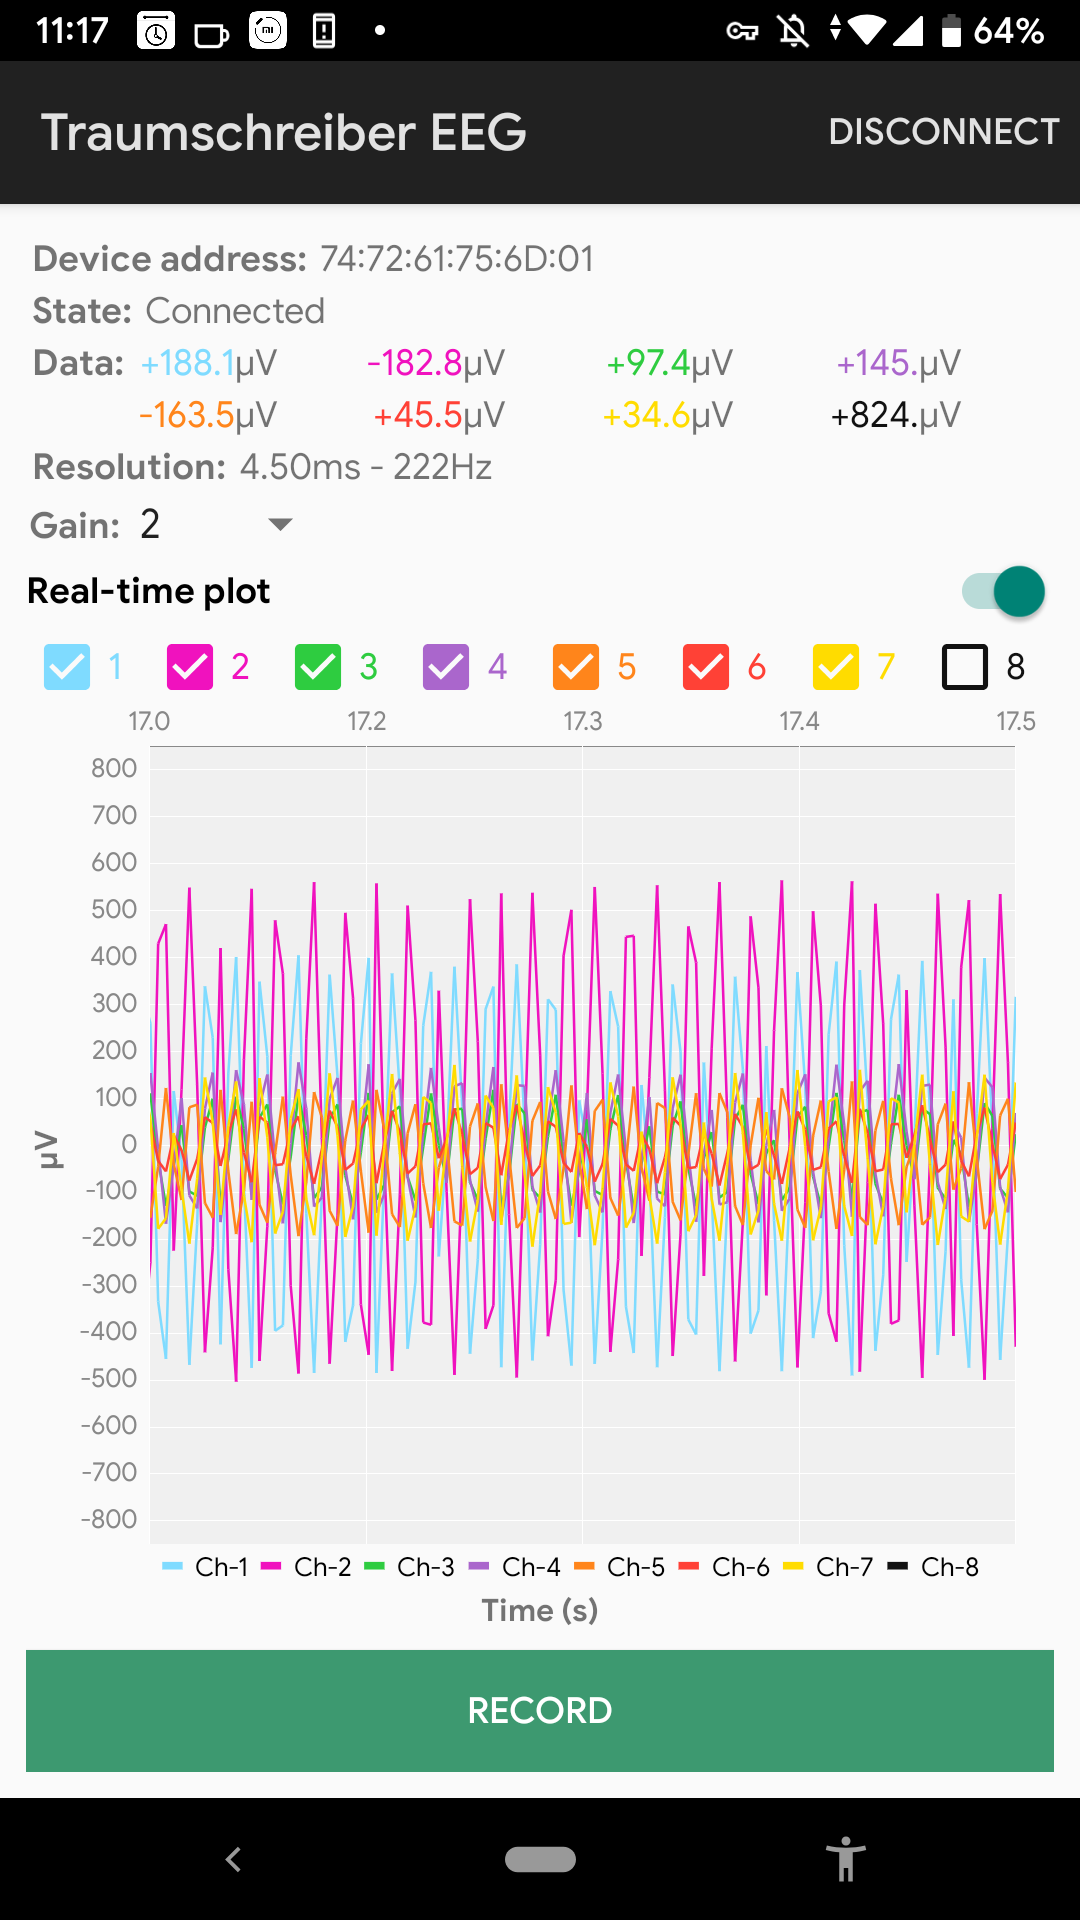 11:17 64%
Traumschreiber EEG DISCONNECT
Device address: 74:72:61:75:6D:01
State: Connected
Data: +188.1µV -182.8µV +97.4µV +145.µV
-163.5µV +45.5µV +34.6µV +824.µV
Resolution: 4.50ms - 222Hz
Gain: 2
Real-time plot
1 2 3 4 5 6 7 8
17.0 17.2 17.3 17.4 17.5
800
700
600
500
400
300
200
100
0
-100
-200
-300
-400
-500
-600
-700
-800
µV
Ch-1 Ch-2 Ch-3 Ch-4 Ch-5 Ch-6 Ch-7 Ch-8
Time (s)
RECORD